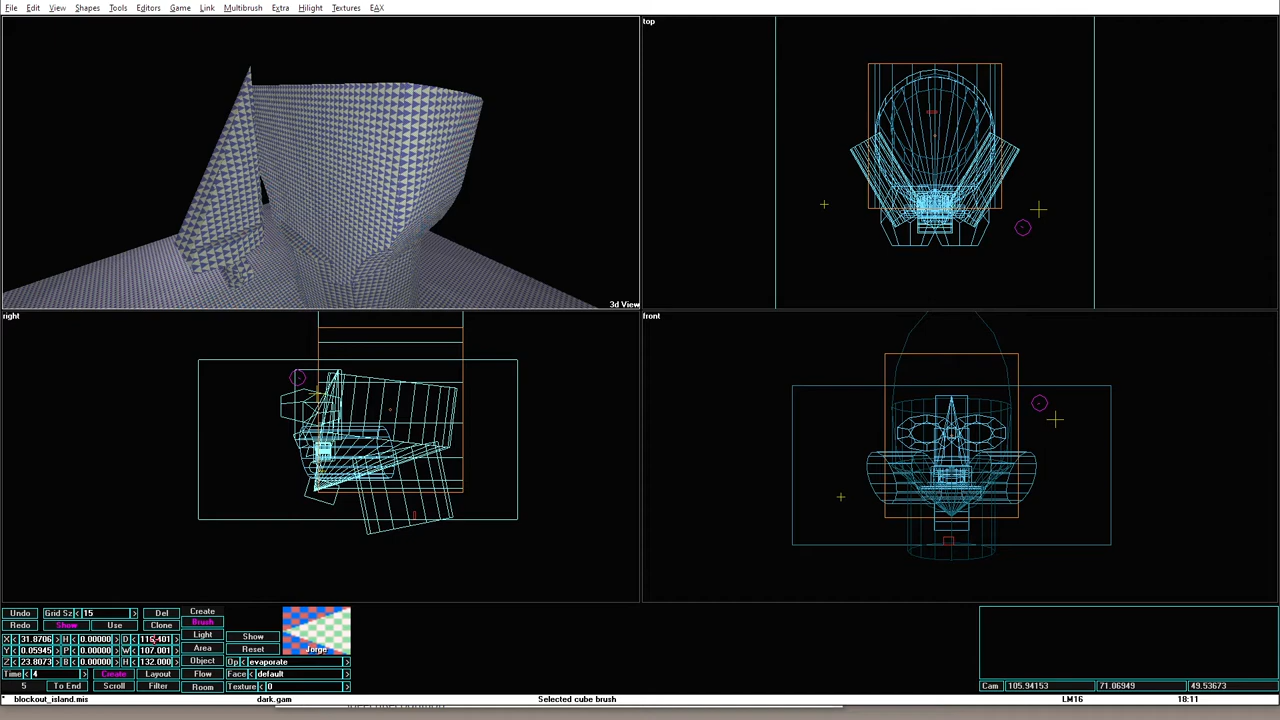 File Edit View Shapes Tools Editors Game Link Hilight Multibrush Extra Hilight Textures EAX
top
3d View
right
front
Undo Grid Sz < 15 > Del Create
Redo Show Use Clone Brush
X < 31.8706 > H < 0.00000 > D < 115.401 > Light Show
Y < 0.05945 > P < 0.00000 > W < 107.001 > Area Reset Jorge
Z < 23.8073 > B < 0.00000 > H < 132.000 > Object Op < evaporate >
Time < 4 > Create Layout Flow Face < default >
5 To End Scroll Filter Room Texture < 0 >
Cam 105.94153 71.06949 49.53673
* blockout_island.mis dark.gam Selected cube brush LM16 18:11